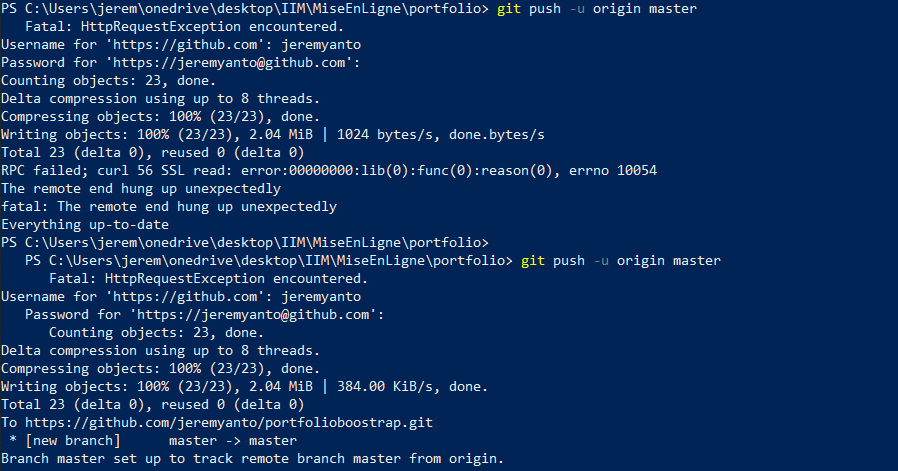 PS C:\Users\jerem\onedrive\desktop\IIM\MiseEnLigne\portfolio> git push -u origin master
   Fatal: HttpRequestException encountered.
Username for 'https://github.com': jeremyanto
Password for 'https://jeremyanto@github.com':
Counting objects: 23, done.
Delta compression using up to 8 threads.
Compressing objects: 100% (23/23), done.
Writing objects: 100% (23/23), 2.04 MiB | 1024 bytes/s, done.bytes/s
Total 23 (delta 0), reused 0 (delta 0)
RPC failed; curl 56 SSL read: error:00000000:lib(0):func(0):reason(0), errno 10054
The remote end hung up unexpectedly
fatal: The remote end hung up unexpectedly
Everything up-to-date
PS C:\Users\jerem\onedrive\desktop\IIM\MiseEnLigne\portfolio>
   PS C:\Users\jerem\onedrive\desktop\IIM\MiseEnLigne\portfolio> git push -u origin master
      Fatal: HttpRequestException encountered.
Username for 'https://github.com': jeremyanto
   Password for 'https://jeremyanto@github.com':
      Counting objects: 23, done.
Delta compression using up to 8 threads.
Compressing objects: 100% (23/23), done.
Writing objects: 100% (23/23), 2.04 MiB | 384.00 KiB/s, done.
Total 23 (delta 0), reused 0 (delta 0)
To https://github.com/jeremyanto/portfolioboostrap.git
 * [new branch]      master -> master
Branch master set up to track remote branch master from origin.